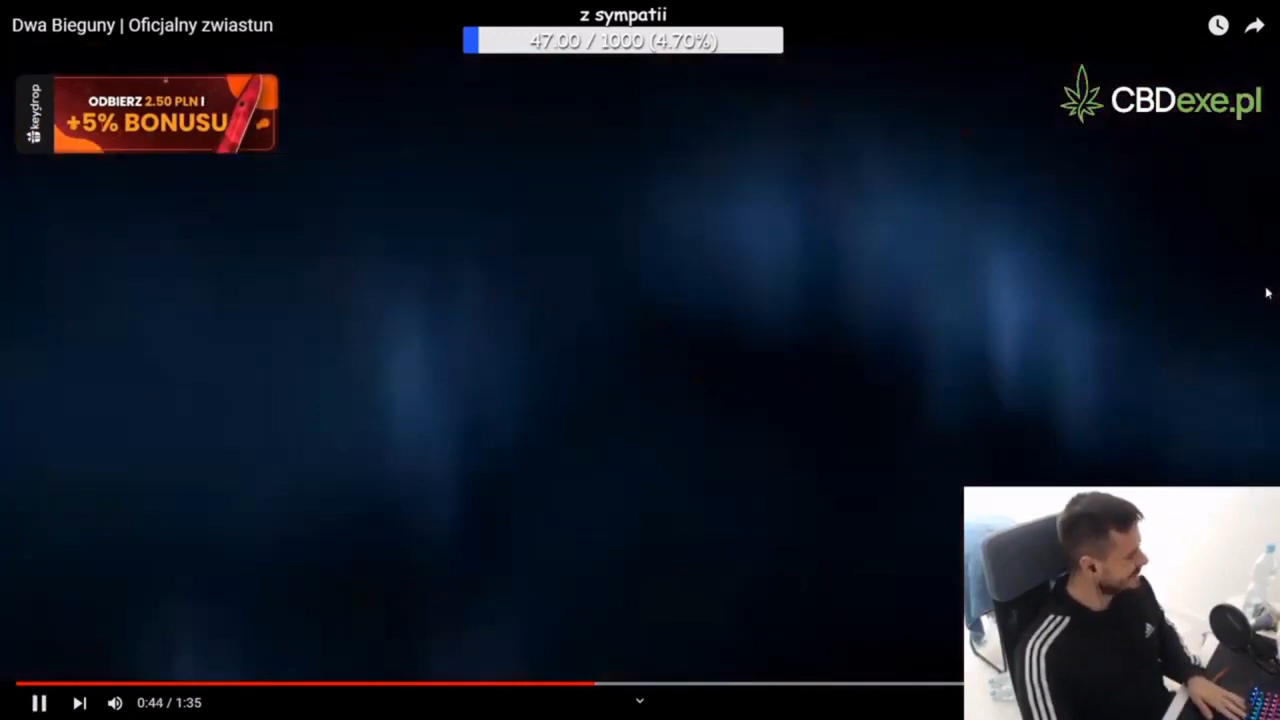 z sympatii
Dwa Bieguny | Oficjalny zwiastun
47.00 / 1000 (4.70%)
keydrop
ODBIERZ 2.50 PLN I
+5% BONUSU
CBDexe.pl
0:44 / 1:35